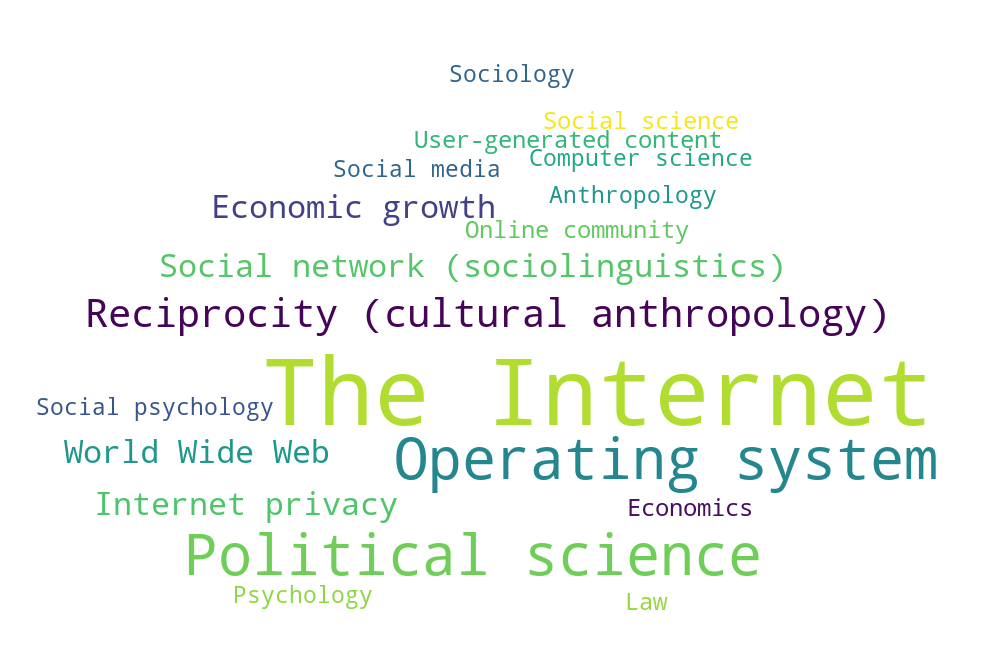 Sociology
Social science
User-generated content
Computer science
Social media
Anthropology
Economic growth
Online community
Social network (sociolinguistics)
Reciprocity (cultural anthropology)
The Internet
Social psychology
World Wide Web
Operating system
Internet privacy
Economics
Political science
Psychology
Law